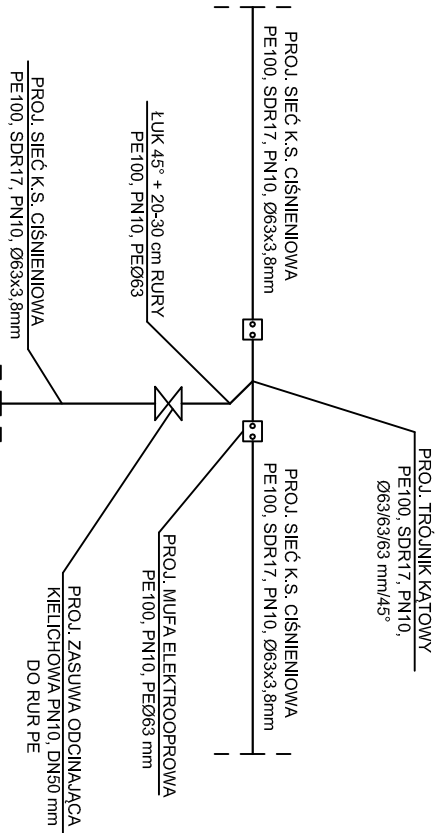 PROJ. SIEĆ K.S. CIŚNIENIOWA
PE100, SDR17, PN10, Ø63x3,8mm
PROJ. TRÓJNIK KĄTOWY
PE100, SDR17, PN10,
Ø63/63/63 mm/45°
PROJ. SIEĆ K.S. CIŚNIENIOWA
PE100, SDR17, PN10, Ø63x3,8mm
ŁUK 45° + 20-30 cm RURY
PE100, PN10, PEØ63
PROJ. MUFA ELEKTROOPROWA
PE100, PN10, PEØ63 mm
PROJ. SIEĆ K.S. CIŚNIENIOWA
PE100, SDR17, PN10, Ø63x3,8mm
PROJ. ZASUWA ODCINAJĄCA
KIELICHOWA PN10, DN50 mm
DO RUR PE